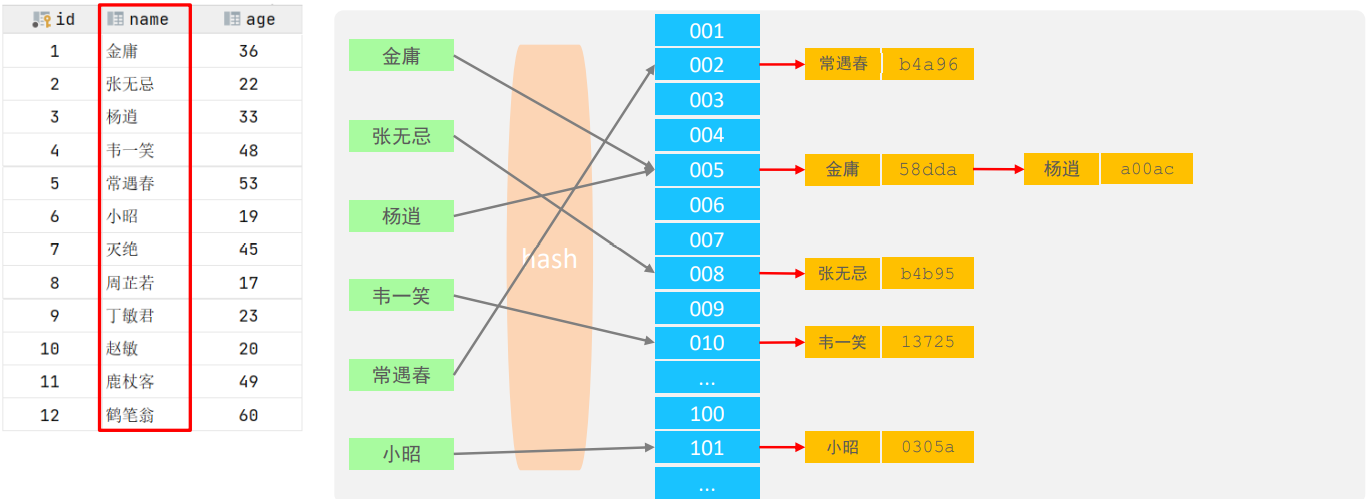 id name age
1 金庸 36
2 张无忌 22
3 杨逍 33
4 韦一笑 48
5 常遇春 53
6 小昭 19
7 灭绝 45
8 周芷若 17
9 丁敏君 23
10 赵敏 20
11 鹿杖客 49
12 鹤笔翁 60
金庸
张无忌
杨逍
韦一笑
常遇春
小昭
hash
001
002
003
004
005
006
007
008
009
010
...
100
101
...
常遇春 b4a96
金庸 58dda 杨逍 a00ac
张无忌 b4b95
韦一笑 13725
小昭 0305a